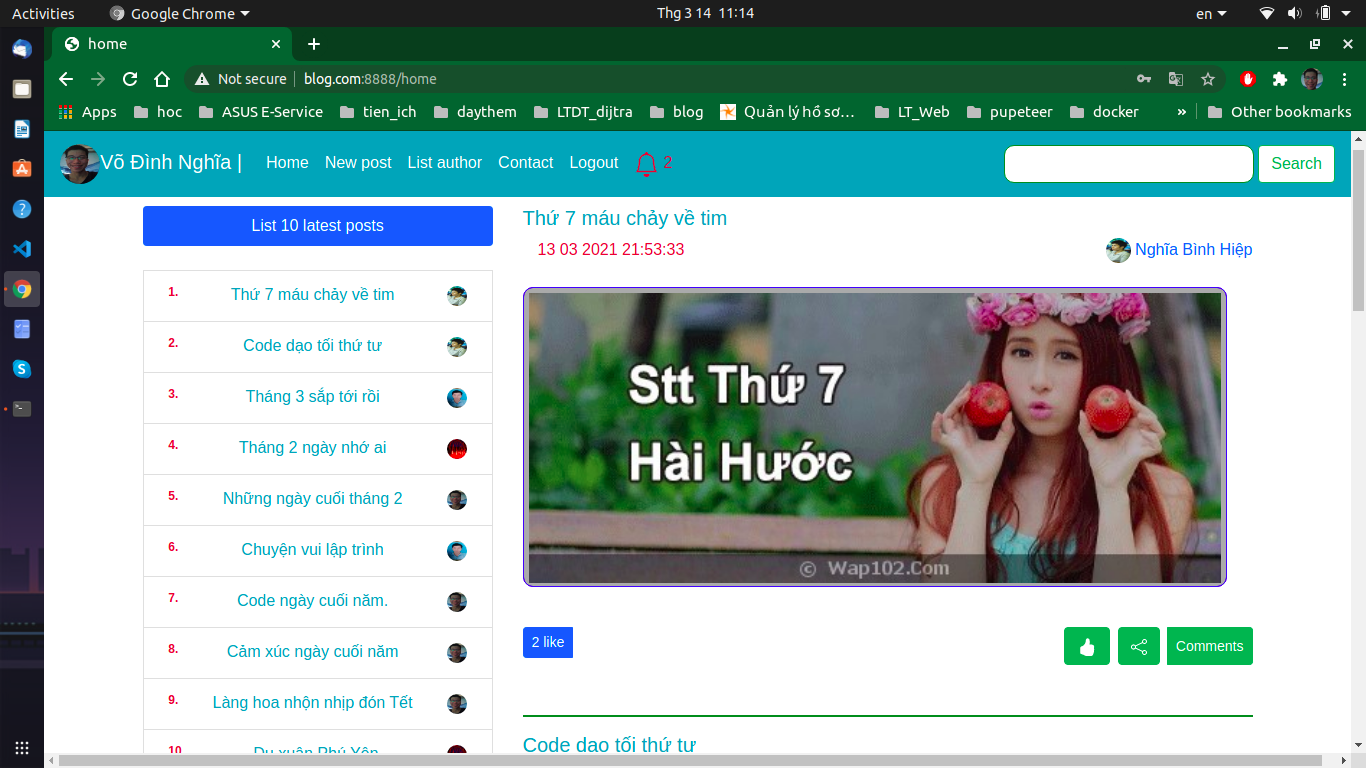 Activities Google Chrome Thg 3 14 11:14 en
home
Not secure blog.com:8888/home
Apps hoc ASUS E-Service tien_ich daythem LTDT_dijtra blog Quản lý hồ sơ... LT_Web pupeteer docker » Other bookmarks
Võ Đình Nghĩa | Home New post List author Contact Logout 2 Search
List 10 latest posts
1. Thứ 7 máu chảy về tim
2. Code dạo tối thứ tư
3. Tháng 3 sắp tới rồi
4. Tháng 2 ngày nhớ ai
5. Những ngày cuối tháng 2
6. Chuyện vui lập trình
7. Code ngày cuối năm.
8. Cảm xúc ngày cuối năm
9. Làng hoa nhộn nhịp đón Tết
10. Du xuân Phú Yên
Thứ 7 máu chảy về tim
13 03 2021 21:53:33 Nghĩa Bình Hiệp
Stt Thứ 7
Hài Hước
© Wap102.Com
2 like Comments
Code dạo tối thứ tư